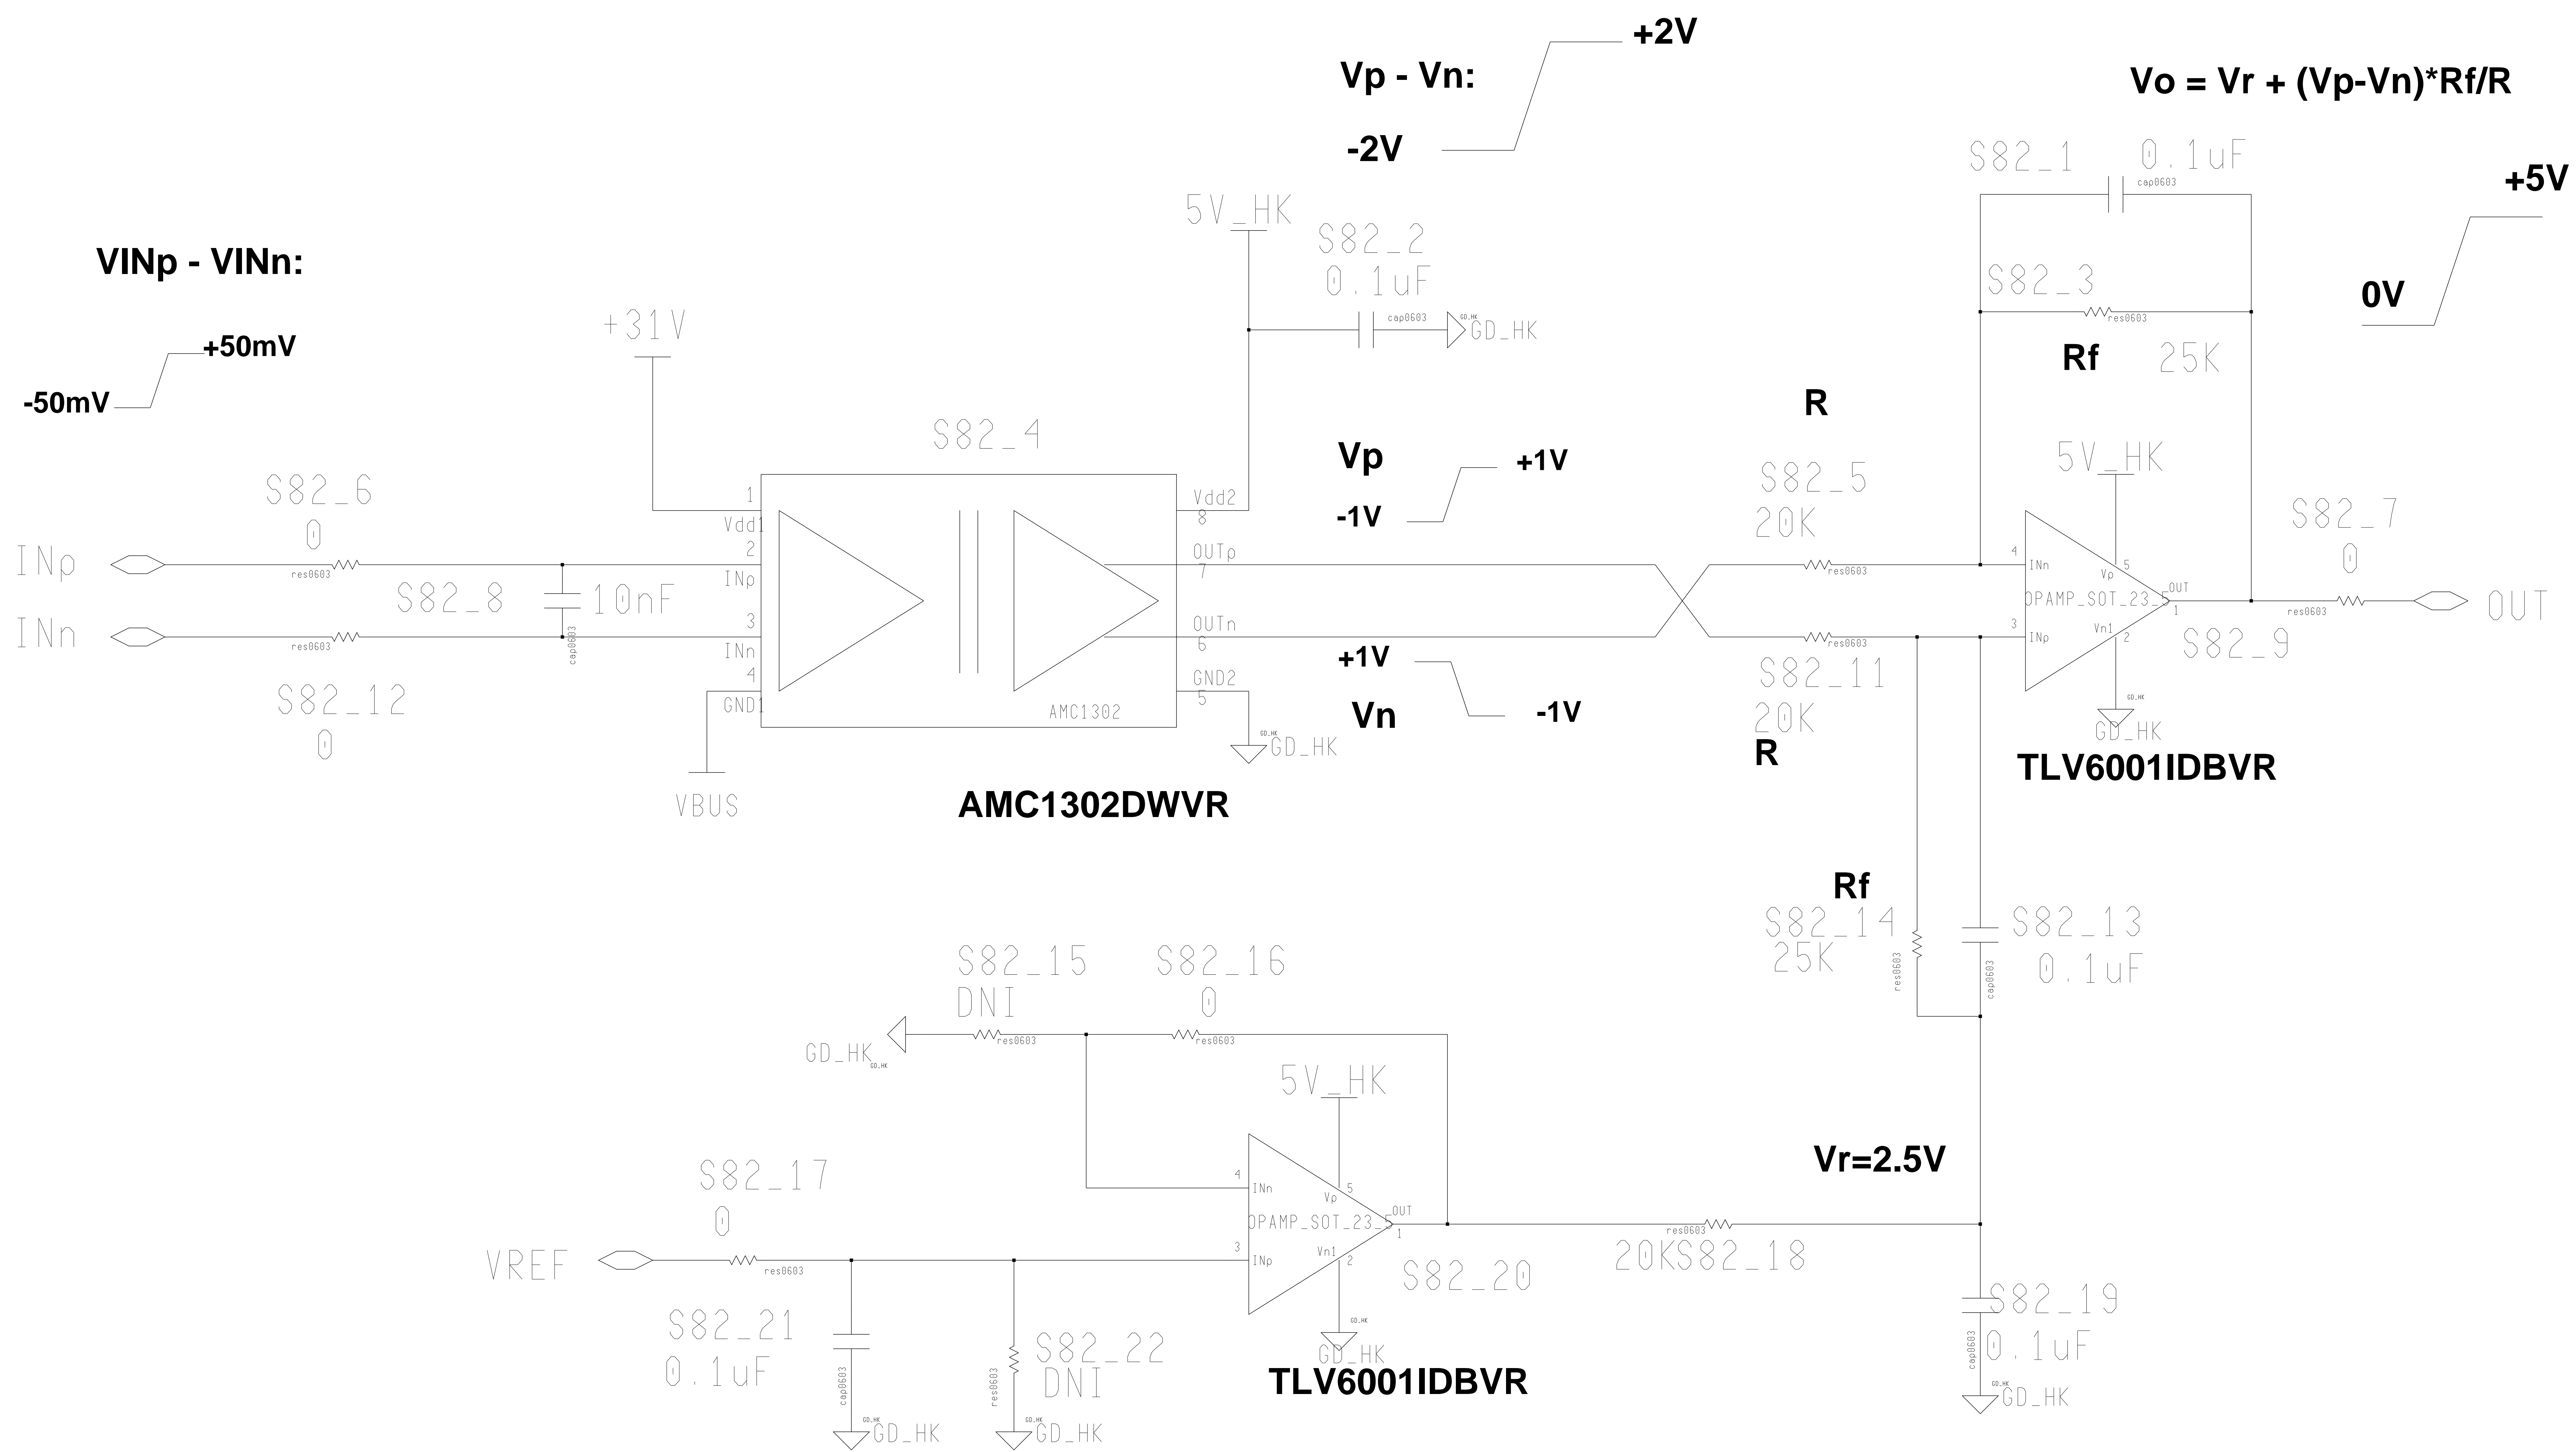 +2V
Vp - Vn:
-2V
Vo = Vr + (Vp-Vn)*Rf/R
S82_1
0.1uF
cap0603
+5V
0V
5V_HK
S82_2
0.1uF
cap0603
GD_HK
GD_HK
VINp - VINn:
+50mV
-50mV
+31V
S82_3
res0603
Rf
25K
R
S82_4
Vp
+1V
-1V
S82_5
20K
res0603
5V_HK
S82_6
0
res0603
INp
INn
S82_8
10nF
cap0603
res0603
S82_12
0
1
Vdd1
2
INp
3
INn
4
GND1
Vdd2
8
OUTp
7
OUTn
6
GND2
5
AMC1302
GD_HK
GD_HK
VBUS
AMC1302DWVR
+1V
Vn
-1V
res0603
S82_11
20K
R
4
INn
Vp
5
OPAMP_SOT_23_5
OUT
1
3
INp
Vn1
2
S82_9
GD_HK
GD_HK
TLV6001IDBVR
S82_7
0
res0603
OUT
Rf
S82_14
25K
res0603
S82_13
0.1uF
cap0603
S82_15
DNI
res0603
S82_16
0
res0603
GD_HK
GD_HK
5V_HK
Vr=2.5V
S82_17
0
VREF
res0603
4
INn
Vp
5
OPAMP_SOT_23_5
OUT
1
3
INp
Vn1
2
S82_20
res0603
20KS82_18
S82_21
0.1uF
cap0603
GD_HK
GD_HK
S82_22
DNI
res0603
GD_HK
GD_HK
GD_HK
GD_HK
TLV6001IDBVR
S82_19
0.1uF
cap0603
GD_HK
GD_HK